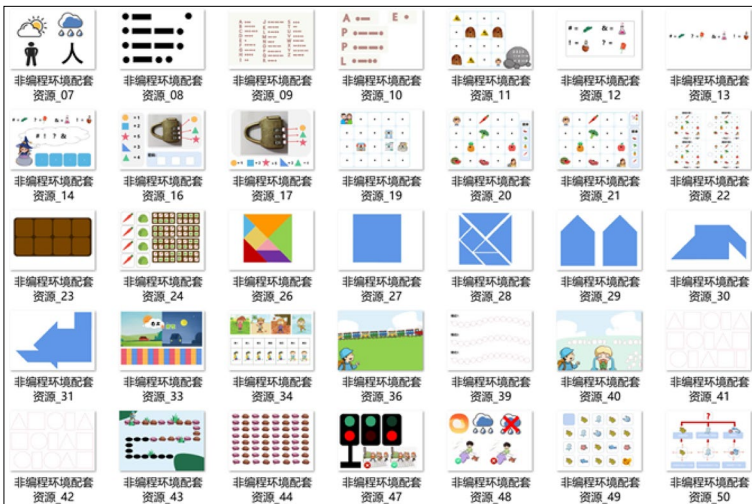 非编程环境配套
资源_07
非编程环境配套
资源_08
非编程环境配套
资源_09
非编程环境配套
资源_10
非编程环境配套
资源_11
非编程环境配套
资源_12
非编程环境配套
资源_13
非编程环境配套
资源_14
非编程环境配套
资源_16
非编程环境配套
资源_17
非编程环境配套
资源_19
非编程环境配套
资源_20
非编程环境配套
资源_21
非编程环境配套
资源_22
非编程环境配套
资源_23
非编程环境配套
资源_24
非编程环境配套
资源_26
非编程环境配套
资源_27
非编程环境配套
资源_28
非编程环境配套
资源_29
非编程环境配套
资源_30
非编程环境配套
资源_31
非编程环境配套
资源_33
非编程环境配套
资源_34
非编程环境配套
资源_36
非编程环境配套
资源_39
非编程环境配套
资源_40
非编程环境配套
资源_41
非编程环境配套
资源_42
非编程环境配套
资源_43
非编程环境配套
资源_44
非编程环境配套
资源_47
非编程环境配套
资源_48
非编程环境配套
资源_49
非编程环境配套
资源_50